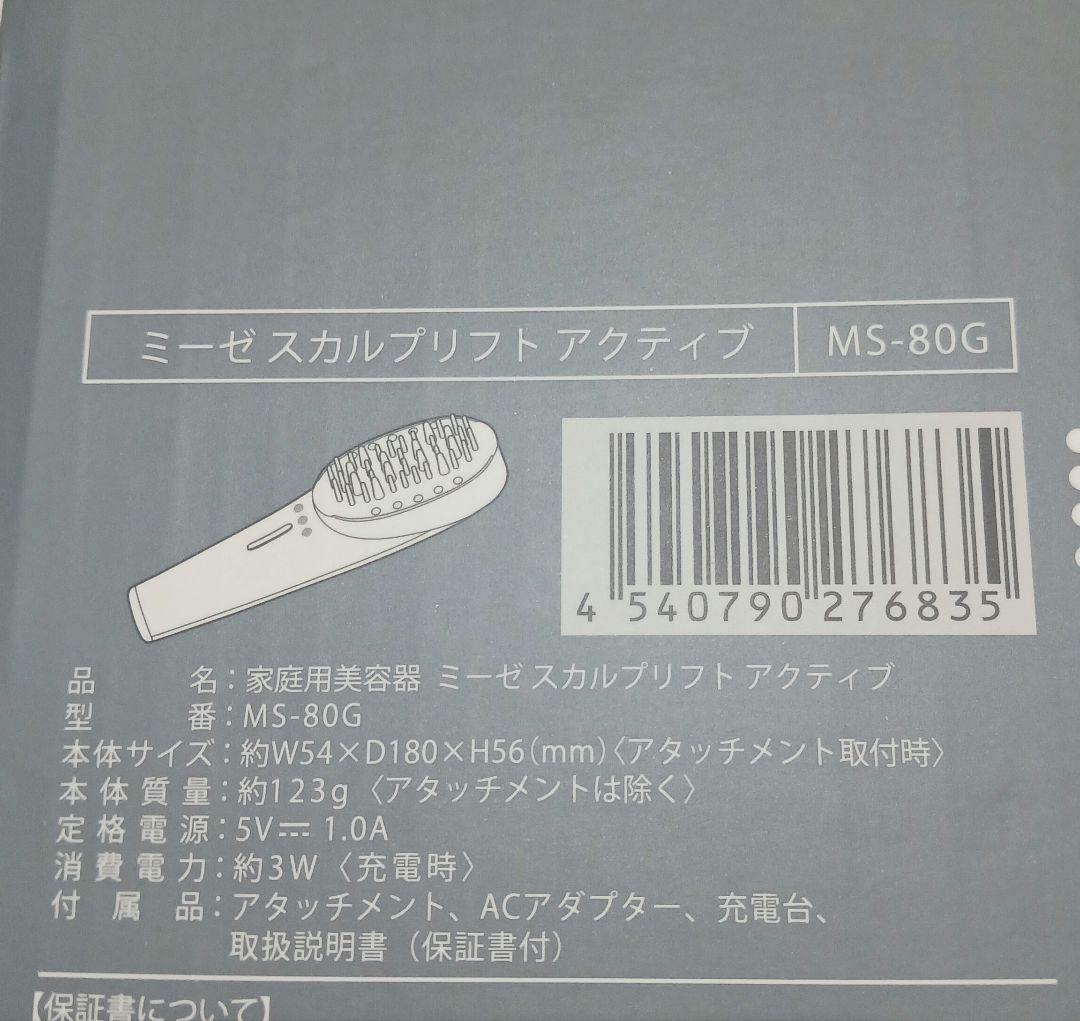 ミーゼ スカルプリフト アクティブ MS-80G
4 540790 276835
品名：家庭用美容器 ミーゼ スカルプリフト アクティブ
型番：MS-80G
本体サイズ：約W54×D180×H56(mm)〈アタッチメント取付時〉
本体質量：約123g〈アタッチメントは除く〉
定格電源：5V⎓1.0A
消費電力：約3W〈充電時〉
付属品：アタッチメント、ACアダプター、充電台、
取扱説明書（保証書付）
【保証書について】